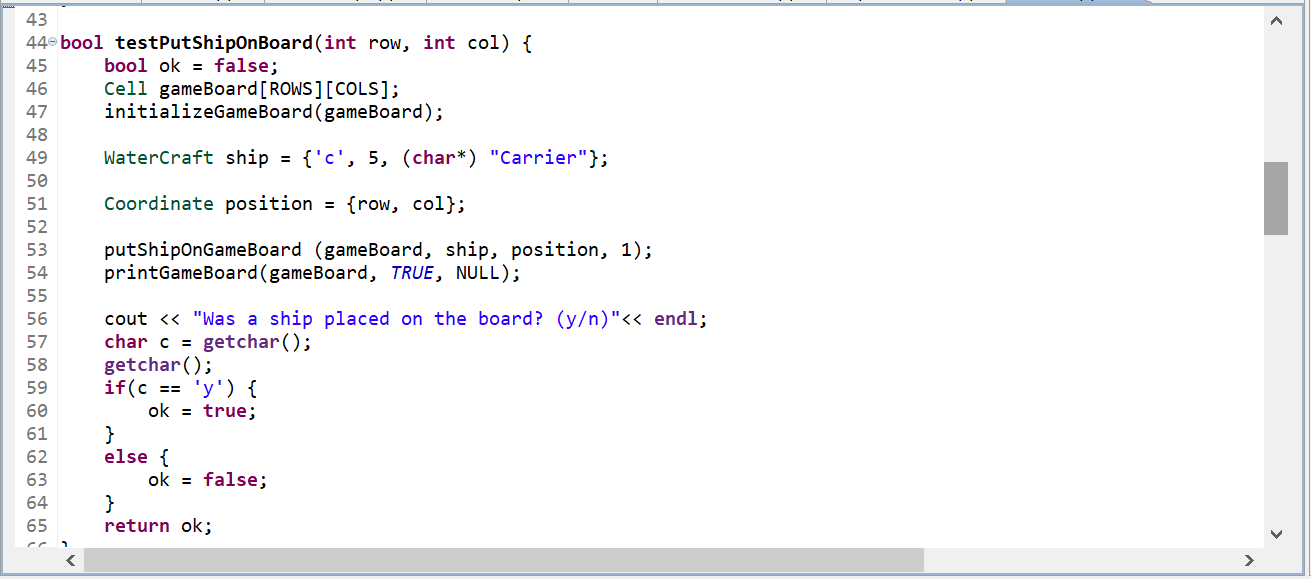 43
44 bool testPutShipOnBoard(int row, int col) {
45     bool ok = false;
46     Cell gameBoard[ROWS][COLS];
47     initializeGameBoard(gameBoard);
48
49     WaterCraft ship = {'c', 5, (char*) "Carrier"};
50
51     Coordinate position = {row, col};
52
53     putShipOnGameBoard (gameBoard, ship, position, 1);
54     printGameBoard(gameBoard, TRUE, NULL);
55
56     cout << "Was a ship placed on the board? (y/n)"<< endl;
57     char c = getchar();
58     getchar();
59     if(c == 'y') {
60         ok = true;
61     }
62     else {
63         ok = false;
64     }
65     return ok;